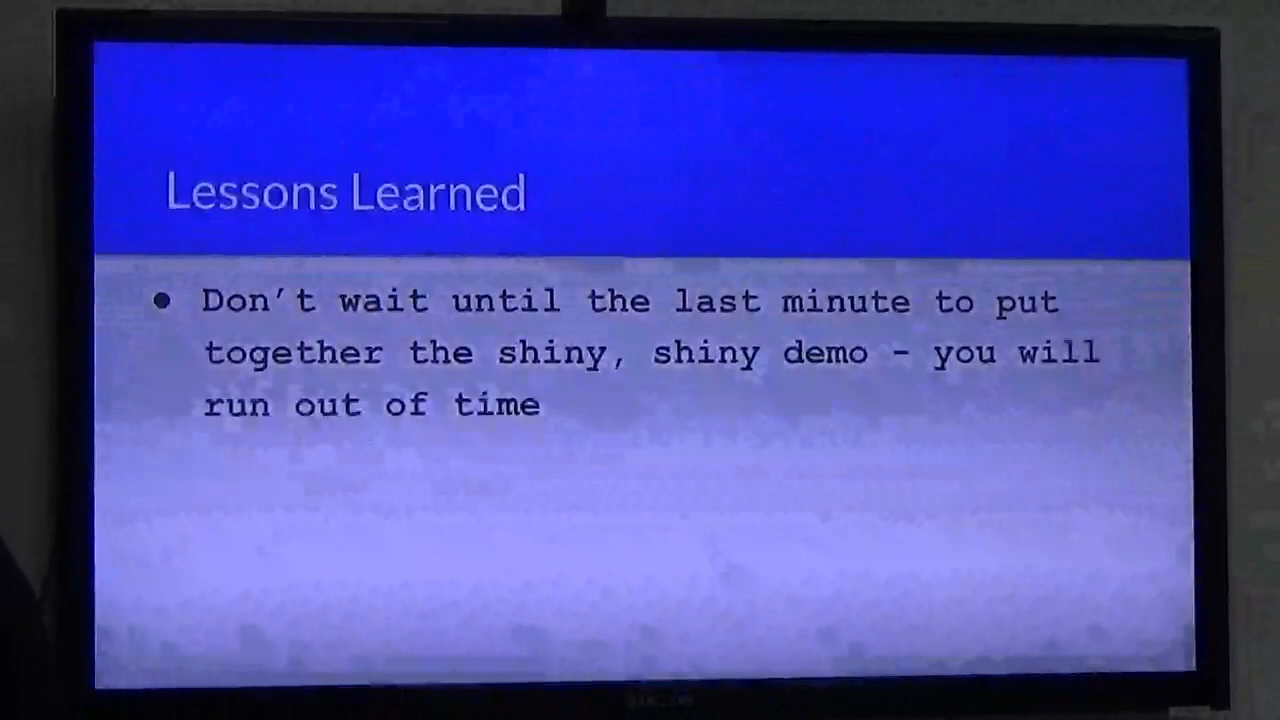 Lessons Learned
● Don't wait until the last minute to put
together the shiny, shiny demo - you will
run out of time